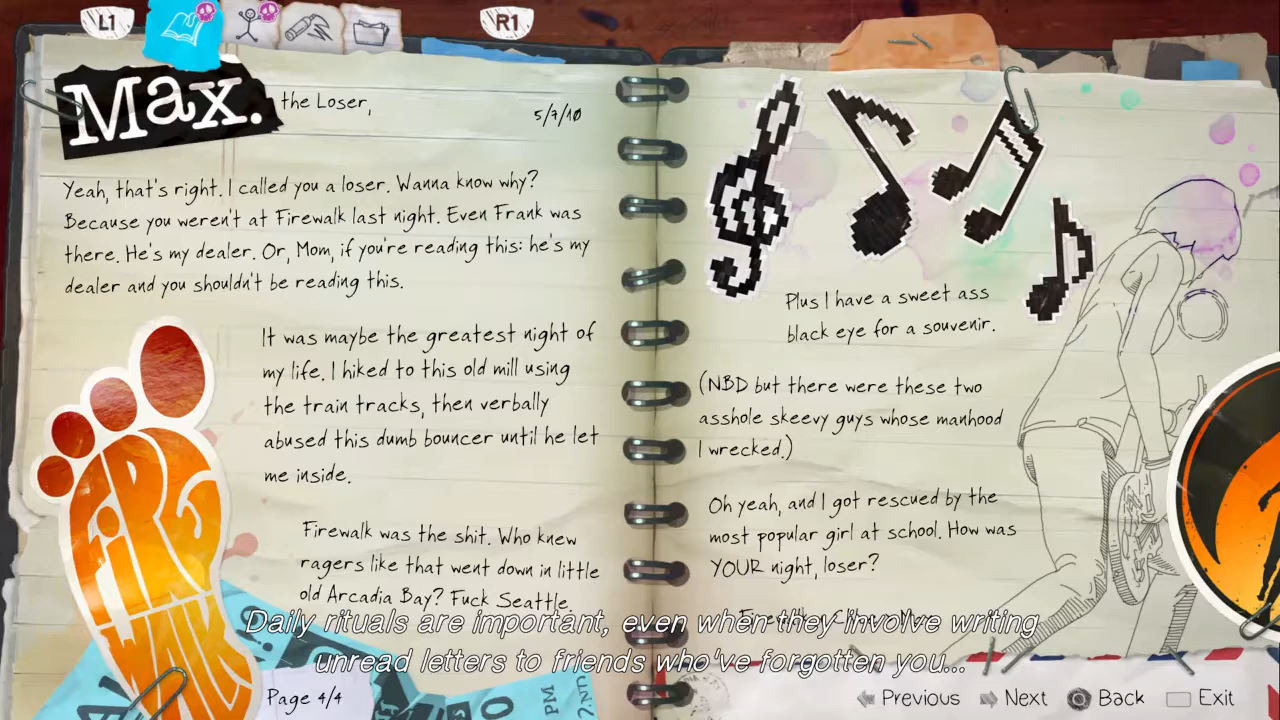 L1
R1
Max.
the Loser,
5/7/10
Yeah, that's right. I called you a loser. Wanna know why?
Because you weren't at Firewalk last night. Even Frank was
there. He's my dealer. Or, Mom, if you're reading this: he's my
dealer and you shouldn't be reading this.
It was maybe the greatest night of
my life. I hiked to this old mill using
the train tracks, then verbally
abused this dumb bouncer until he let
me inside.
Firewalk was the shit. Who knew
ragers like that went down in little
old Arcadia Bay? Fuck Seattle.
FIRE
WALK
PM
Page 4/4
Plus I have a sweet ass
black eye for a souvenir.
(NBD but there were these two
asshole skeevy guys whose manhood
I wrecked.)
Oh yeah, and I got rescued by the
most popular girl at school. How was
YOUR night, loser?
Daily rituals are important, even when they involve writing
unread letters to friends who've forgotten you...
Previous
Next
Back
Exit